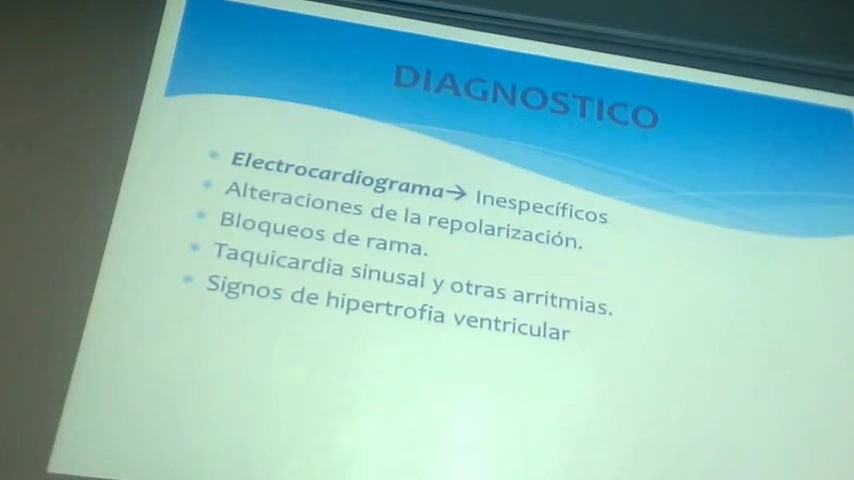 DIAGNOSTICO
Electrocardiograma→ Inespecíficos
Alteraciones de la repolarización.
Bloqueos de rama.
Taquicardia sinusal y otras arritmias.
Signos de hipertrofia ventricular